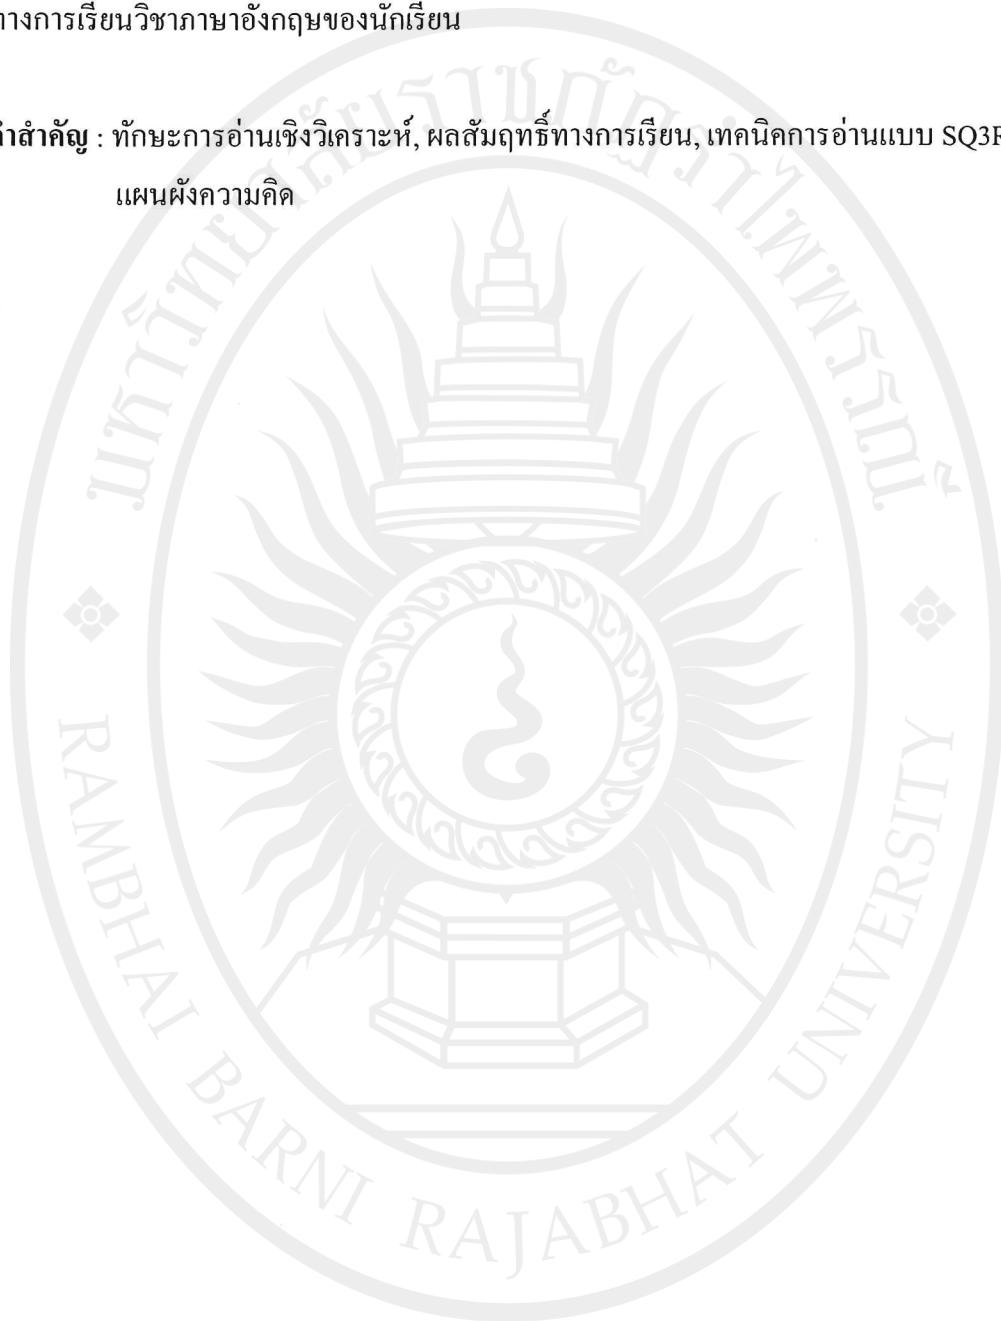 ทางการเรียนวิชาภาษาอังกฤษของนักเรียน
คำสำคัญ : ทักษะการอ่านเชิงวิเคราะห์, ผลสัมฤทธิ์ทางการเรียน, เทคนิคการอ่านแบบ SQ3R
แผนผังความคิด
มหาวิทยาลัยราชภัฏรำไพพรรณี
RAMBHAI BARNI RAJABHAT UNIVERSITY